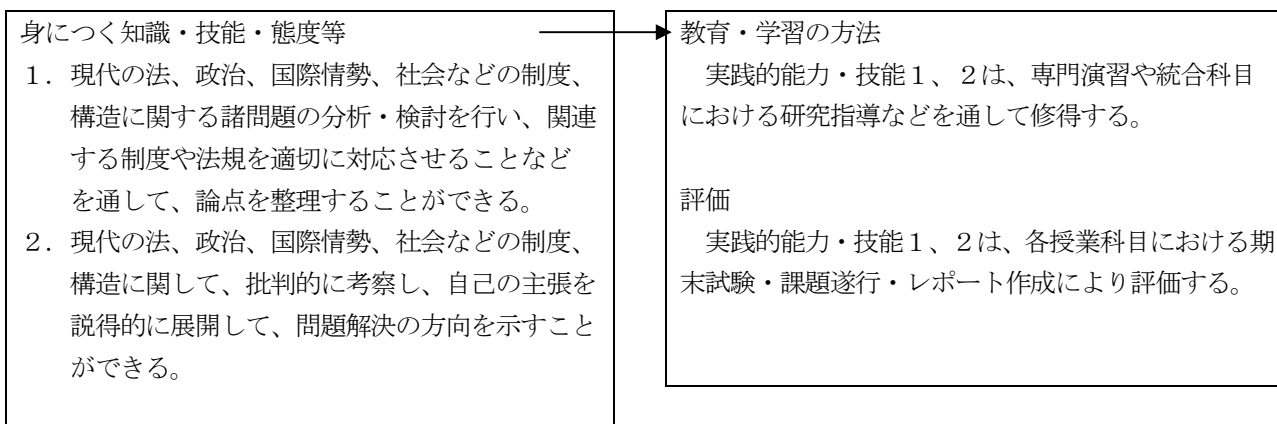 身につく知識・技能・態度等
１．現代の法、政治、国際情勢、社会などの制度、
構造に関する諸問題の分析・検討を行い、関連
する制度や法規を適切に対応させることなど
を通して、論点を整理することができる。
２．現代の法、政治、国際情勢、社会などの制度、
構造に関して、批判的に考察し、自己の主張を
説得的に展開して、問題解決の方向を示すこと
ができる。
教育・学習の方法
実践的能力・技能１、２は、専門演習や統合科目
における研究指導などを通して修得する。
評価
実践的能力・技能１、２は、各授業科目における期
末試験・課題遂行・レポート作成により評価する。